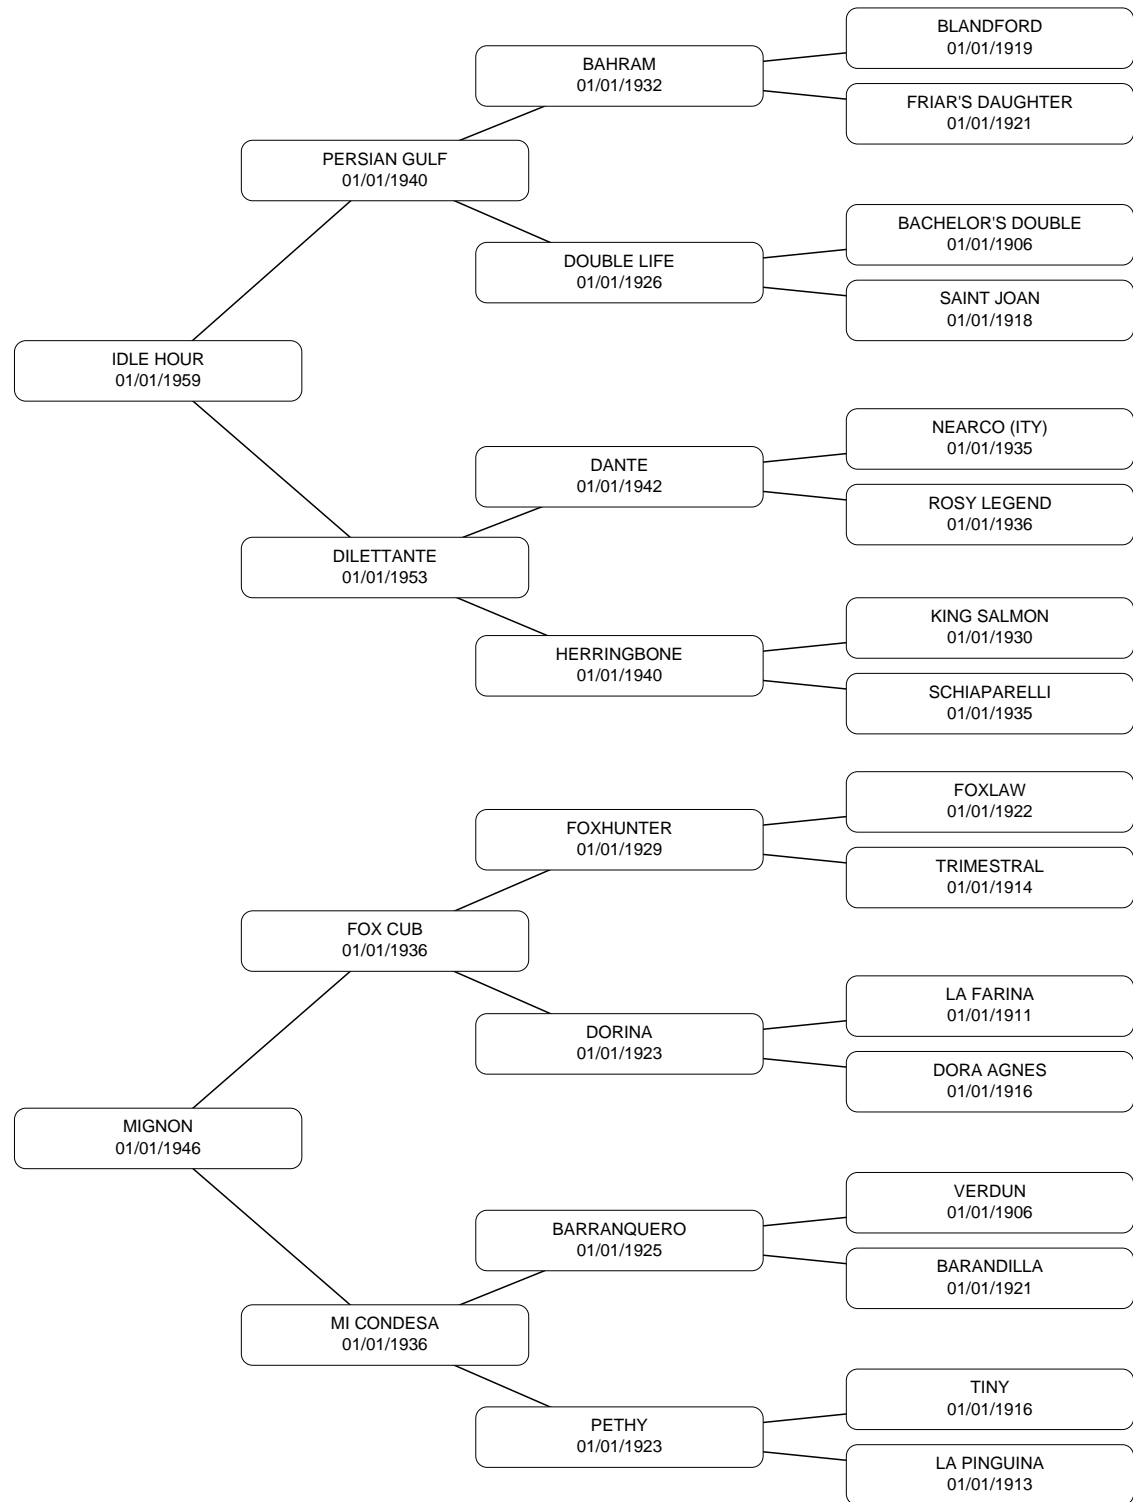 BLANDFORD
01/01/1919
BAHRAM
01/01/1932
FRIAR'S DAUGHTER
01/01/1921
PERSIAN GULF
01/01/1940
BACHELOR'S DOUBLE
01/01/1906
DOUBLE LIFE
01/01/1926
SAINT JOAN
01/01/1918
IDLE HOUR
01/01/1959
NEARCO (ITY)
01/01/1935
DANTE
01/01/1942
ROSY LEGEND
01/01/1936
DILETTANTE
01/01/1953
KING SALMON
01/01/1930
HERRINGBONE
01/01/1940
SCHIAPARELLI
01/01/1935
FOXLAW
01/01/1922
FOXHUNTER
01/01/1929
TRIMESTRAL
01/01/1914
FOX CUB
01/01/1936
LA FARINA
01/01/1911
DORINA
01/01/1923
DORA AGNES
01/01/1916
MIGNON
01/01/1946
VERDUN
01/01/1906
BARRANQUERO
01/01/1925
BARANDILLA
01/01/1921
MI CONDESA
01/01/1936
TINY
01/01/1916
PETHY
01/01/1923
LA PINGUINA
01/01/1913